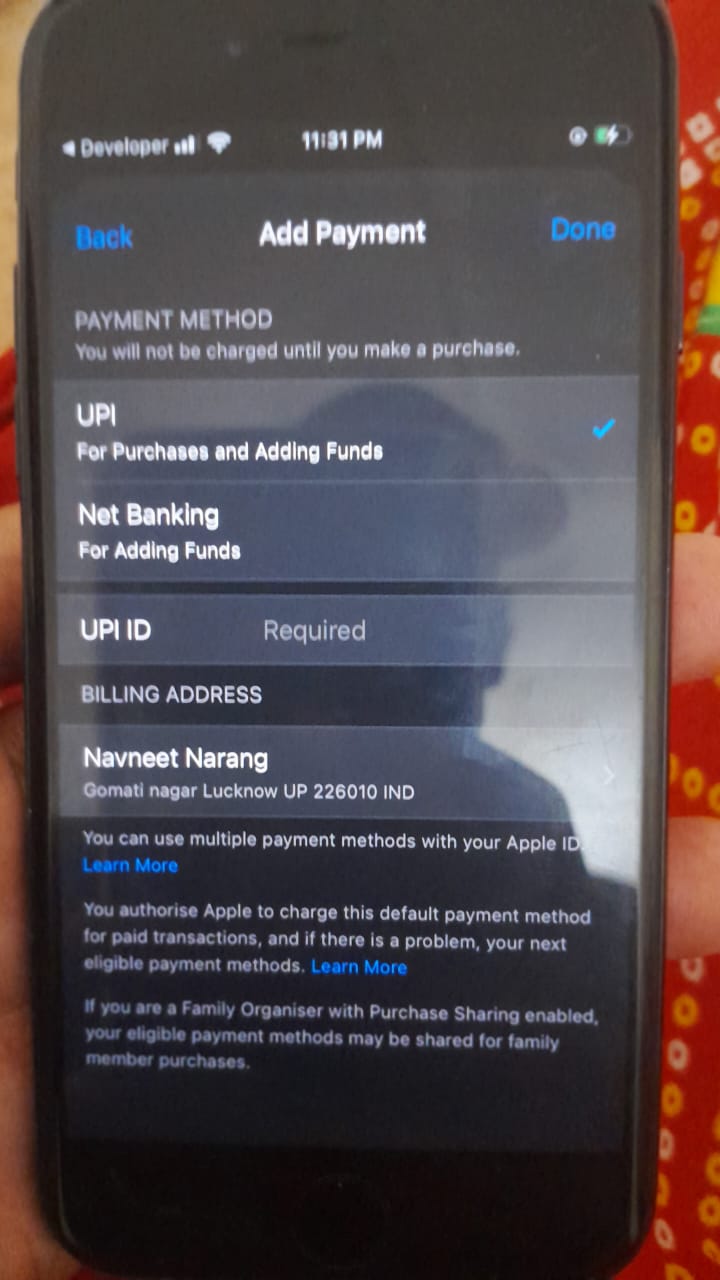 Developer
11:31 PM
Back
Add Payment
Done
PAYMENT METHOD
You will not be charged until you make a purchase.
UPI
For Purchases and Adding Funds
Net Banking
For Adding Funds
UPI ID Required
BILLING ADDRESS
Navneet Narang
Gomati nagar Lucknow UP 226010 IND
You can use multiple payment methods with your Apple ID.
Learn More
You authorise Apple to charge this default payment method
for paid transactions, and if there is a problem, your next
eligible payment methods. Learn More
If you are a Family Organiser with Purchase Sharing enabled,
your eligible payment methods may be shared for family
member purchases.